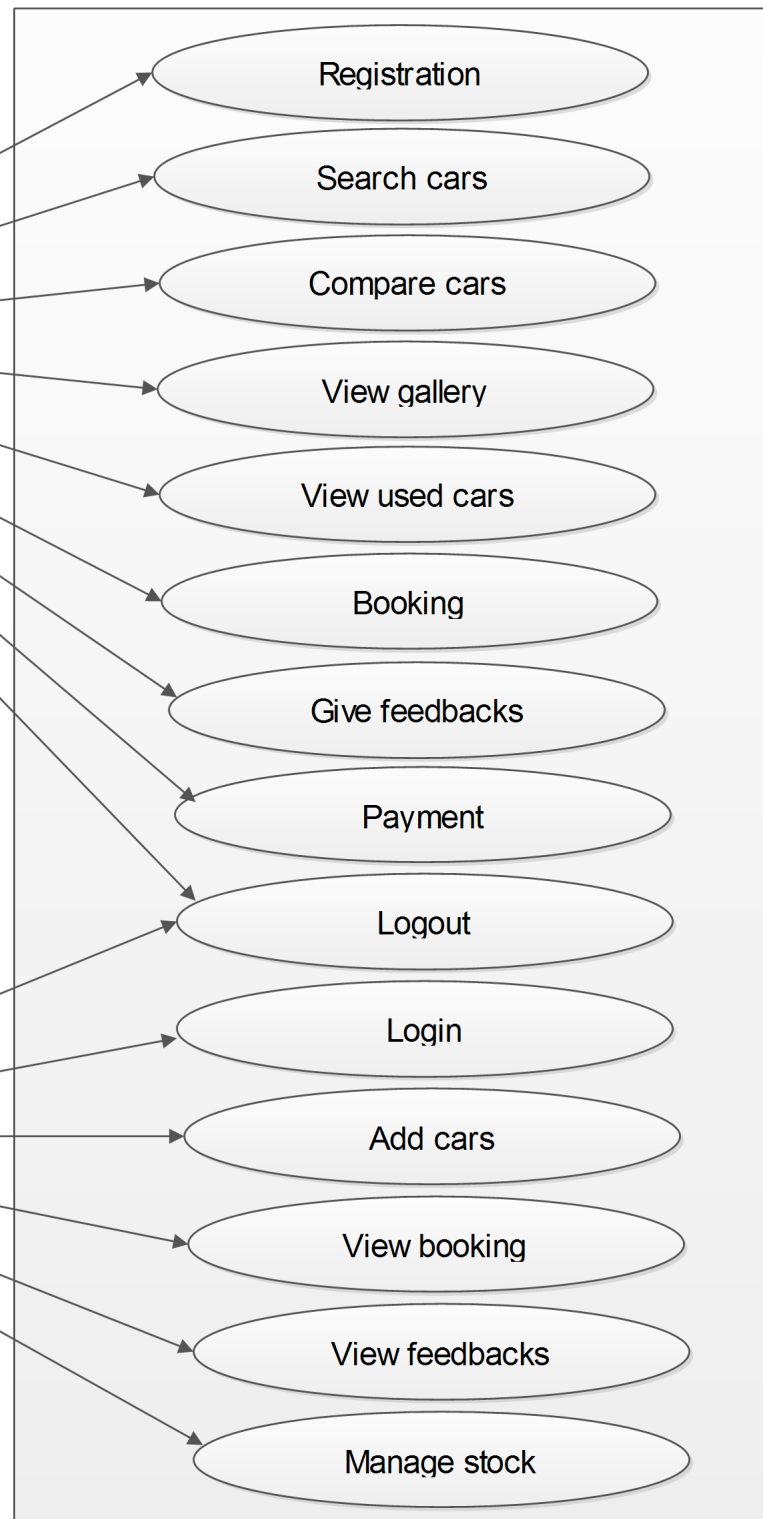 Registration
Search cars
Compare cars
View gallery
View used cars
Booking
Give feedbacks
Payment
Logout
Login
Add cars
View booking
View feedbacks
Manage stock